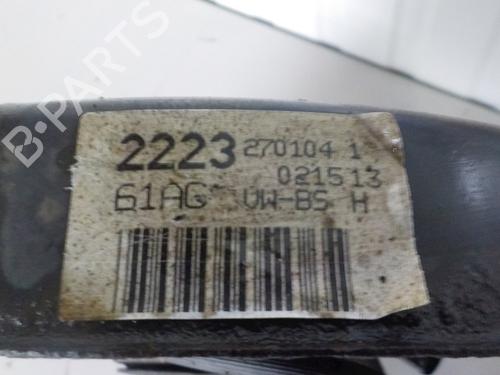 B-PARTS
2223 270104 1
021513
61AG VW-BS H